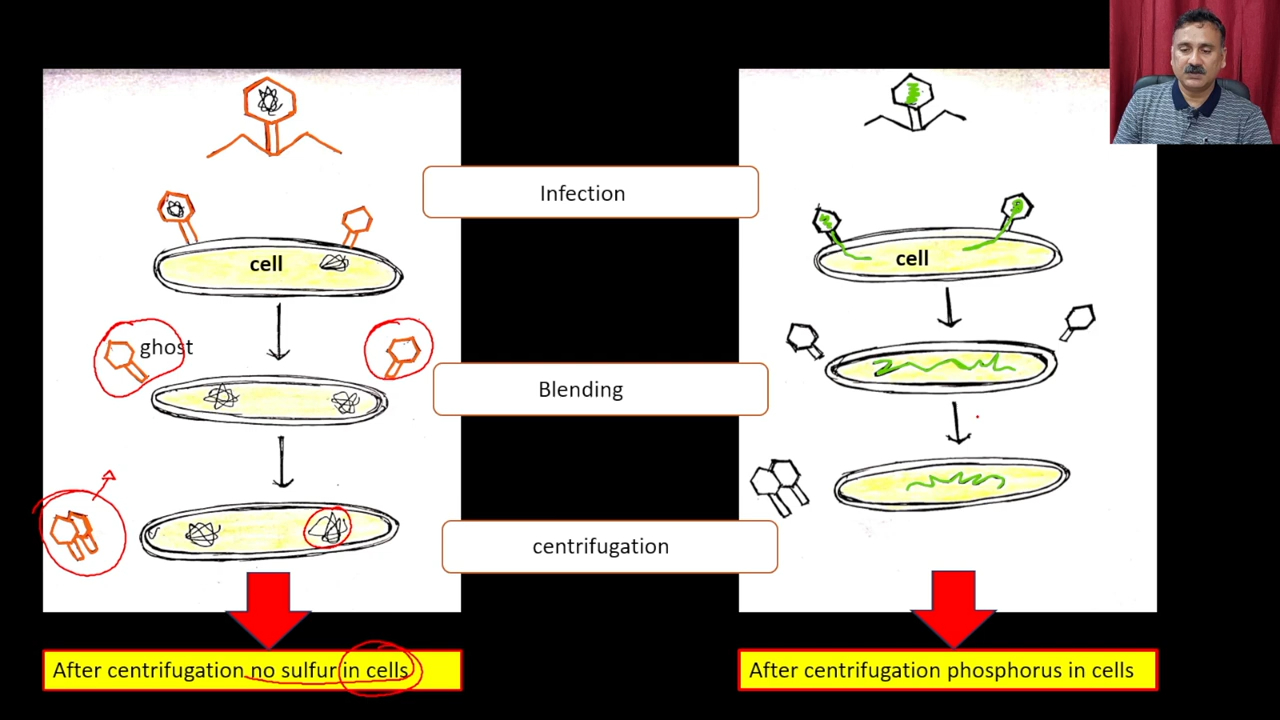 Infection
cell
cell
ghost
Blending
centrifugation
After centrifugation no sulfur in cells
After centrifugation phosphorus in cells